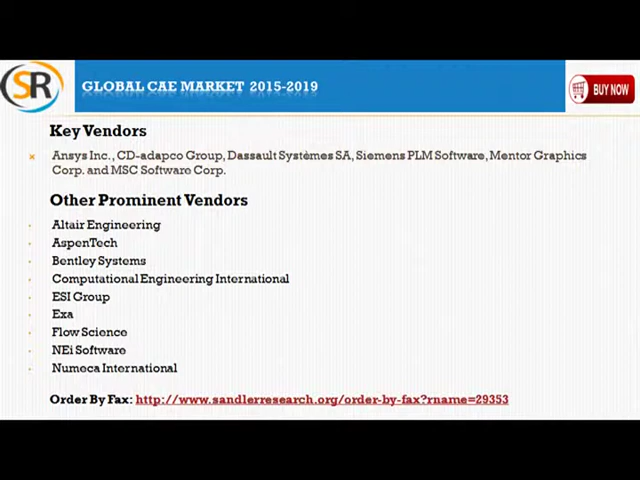 SR
GLOBAL CAE MARKET 2015-2019
BUY NOW
Key Vendors
Ansys Inc., CD-adapco Group, Dassault Systèmes SA, Siemens PLM Software, Mentor Graphics
Corp. and MSC Software Corp.
Other Prominent Vendors
Altair Engineering
AspenTech
Bentley Systems
Computational Engineering International
ESI Group
Exa
Flow Science
NEi Software
Numeca International
Order By Fax: http://www.sandlerresearch.org/order-by-fax?rname=29353